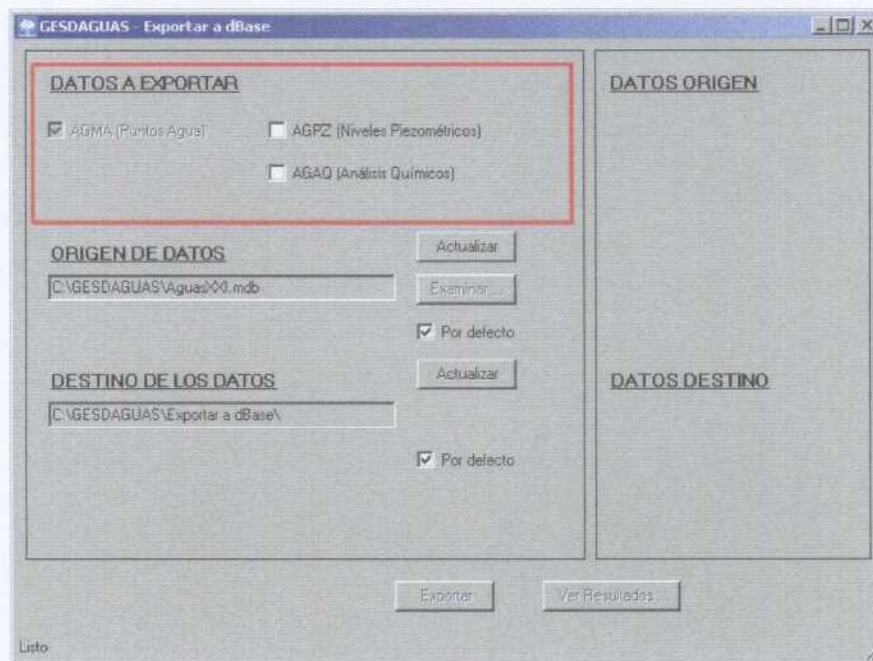 GESDAGUAS - Exportar a dBase
DATOS A EXPORTAR
AGMA (Puntos Agua)
AGPZ (Niveles Piezométricos)
AGAQ (Análisis Químicos)
ORIGEN DE DATOS
Actualizar
C:\GESDAGUAS\AguasXXI.mdb
Examinar...
Por defecto
DESTINO DE LOS DATOS
Actualizar
C:\GESDAGUAS\Exportar a dBase\
Por defecto
DATOS ORIGEN
DATOS DESTINO
Exportar
Ver Resultados...
Listo